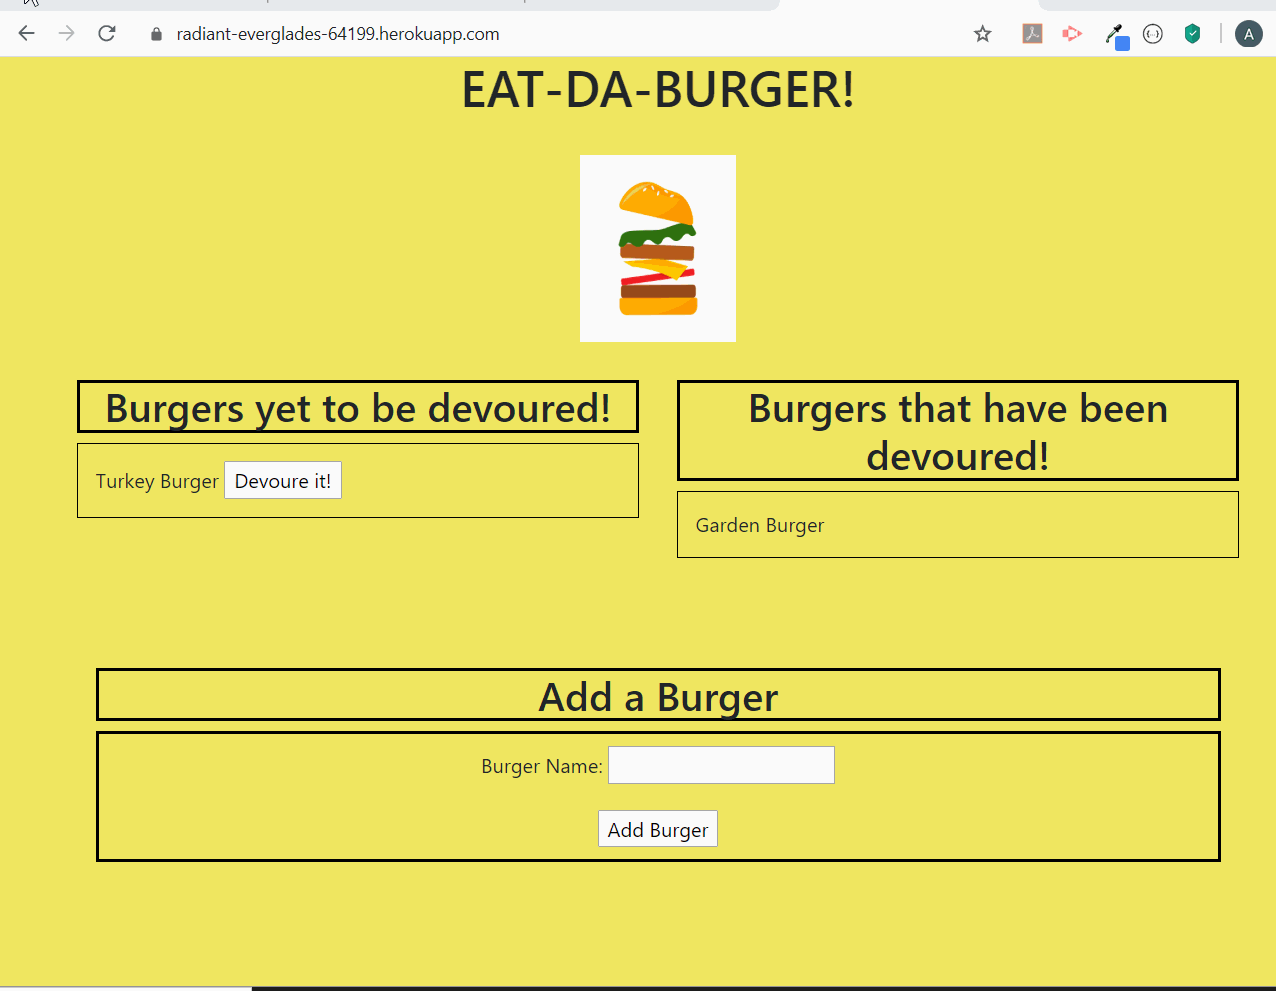 radiant-everglades-64199.herokuapp.com
A
EAT-DA-BURGER!
Burgers yet to be devoured!
Turkey Burger Devoure it!
Burgers that have been
devoured!
Garden Burger
Add a Burger
Burger Name:
Add Burger